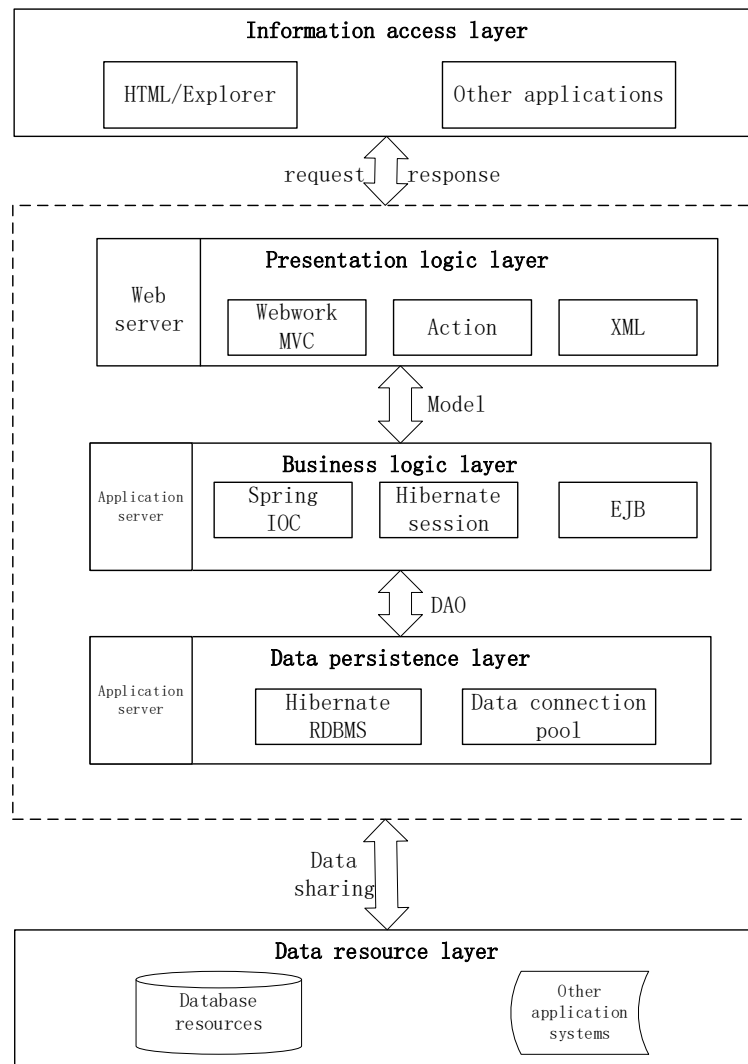 Information access layer
HTML/Explorer
Other applications
request
response
Presentation logic layer
Web
server
Webwork
MVC
Action
XML
Model
Business logic layer
Application
server
Spring
IOC
Hibernate
session
EJB
DAO
Data persistence layer
Application
server
Hibernate
RDBMS
Data connection
pool
Data
sharing
Data resource layer
Database
resources
Other
application
systems